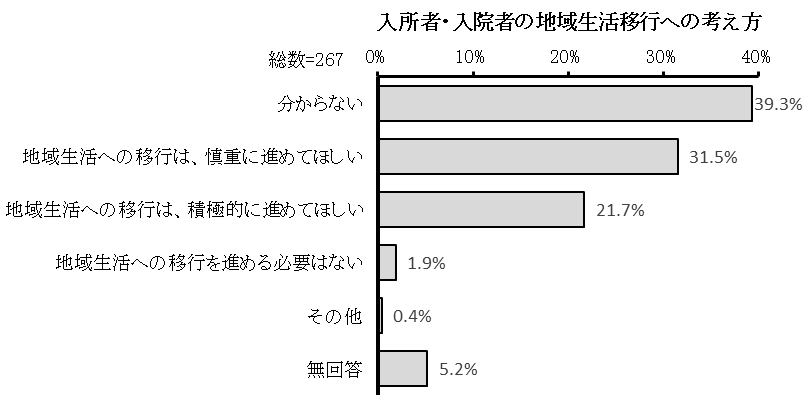 入所者・入院者の地域生活移行への考え方
総数=267
0% 10% 20% 30% 40%
分からない 39.3%
地域生活への移行は、慎重に進めてほしい 31.5%
地域生活への移行は、積極的に進めてほしい 21.7%
地域生活への移行を進める必要はない 1.9%
その他 0.4%
無回答 5.2%